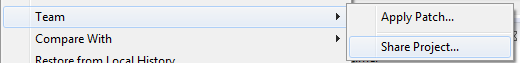 Team
Apply Patch...
Compare With
Share Project...
Restore from Local History